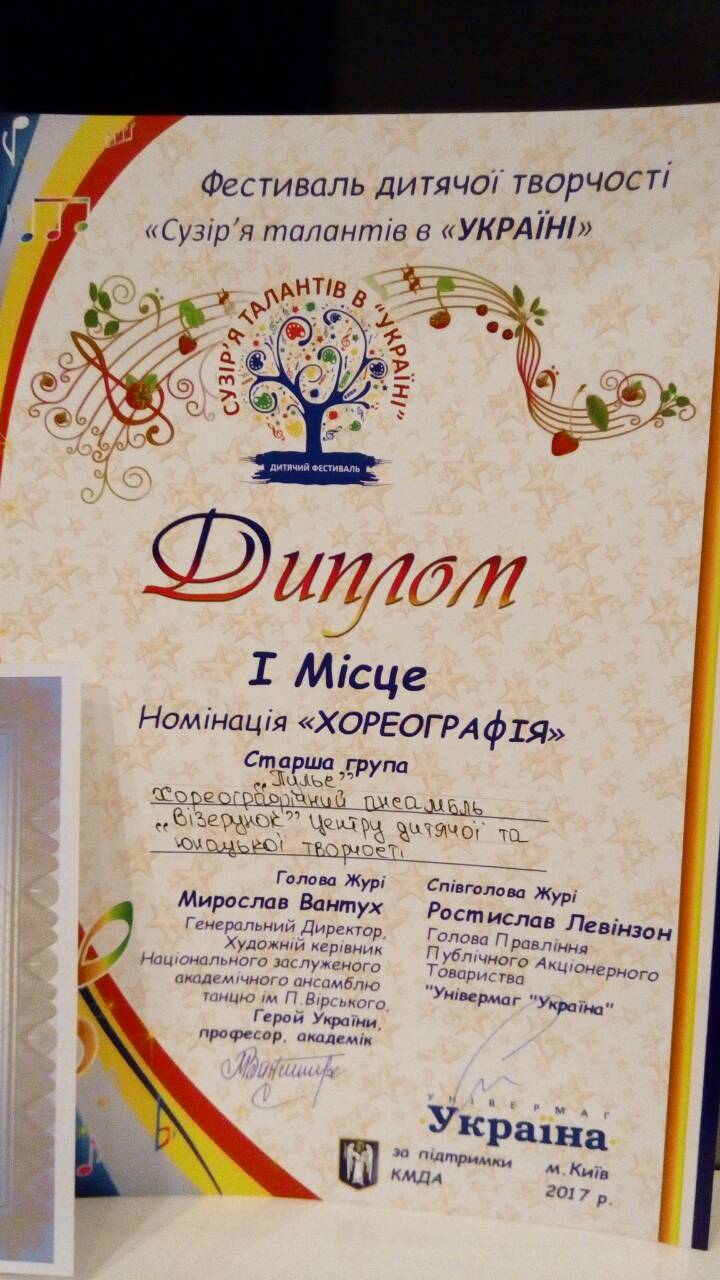 Фестиваль дитячої творчості
«Сузір’я талантів в «УКРАЇНІ»
СУЗІР'Я ТАЛАНТІВ В "УКРАЇНІ"
ДИТЯЧИЙ ФЕСТИВАЛЬ
Диплом
I Місце
Номінація «ХОРЕОГРАФІЯ»
Старша група
хореографічний ансамбль
„Візерунок” центру дитячої та
юнацької творчості
Голова Журі
Мирослав Вантух
Генеральний Директор,
Художній керівник
Національного заслуженого
академічного ансамблю
танцю ім П.Вірського,
Герой України,
професор, академік
Співголова Журі
Ростислав Левінзон
Голова Правління
Публічного Акціонерного
Товариства
"Універмаг "Україна"
УНІВЕРМАГ
Україна
за підтримки
КМДА
м. Київ
2017 р.